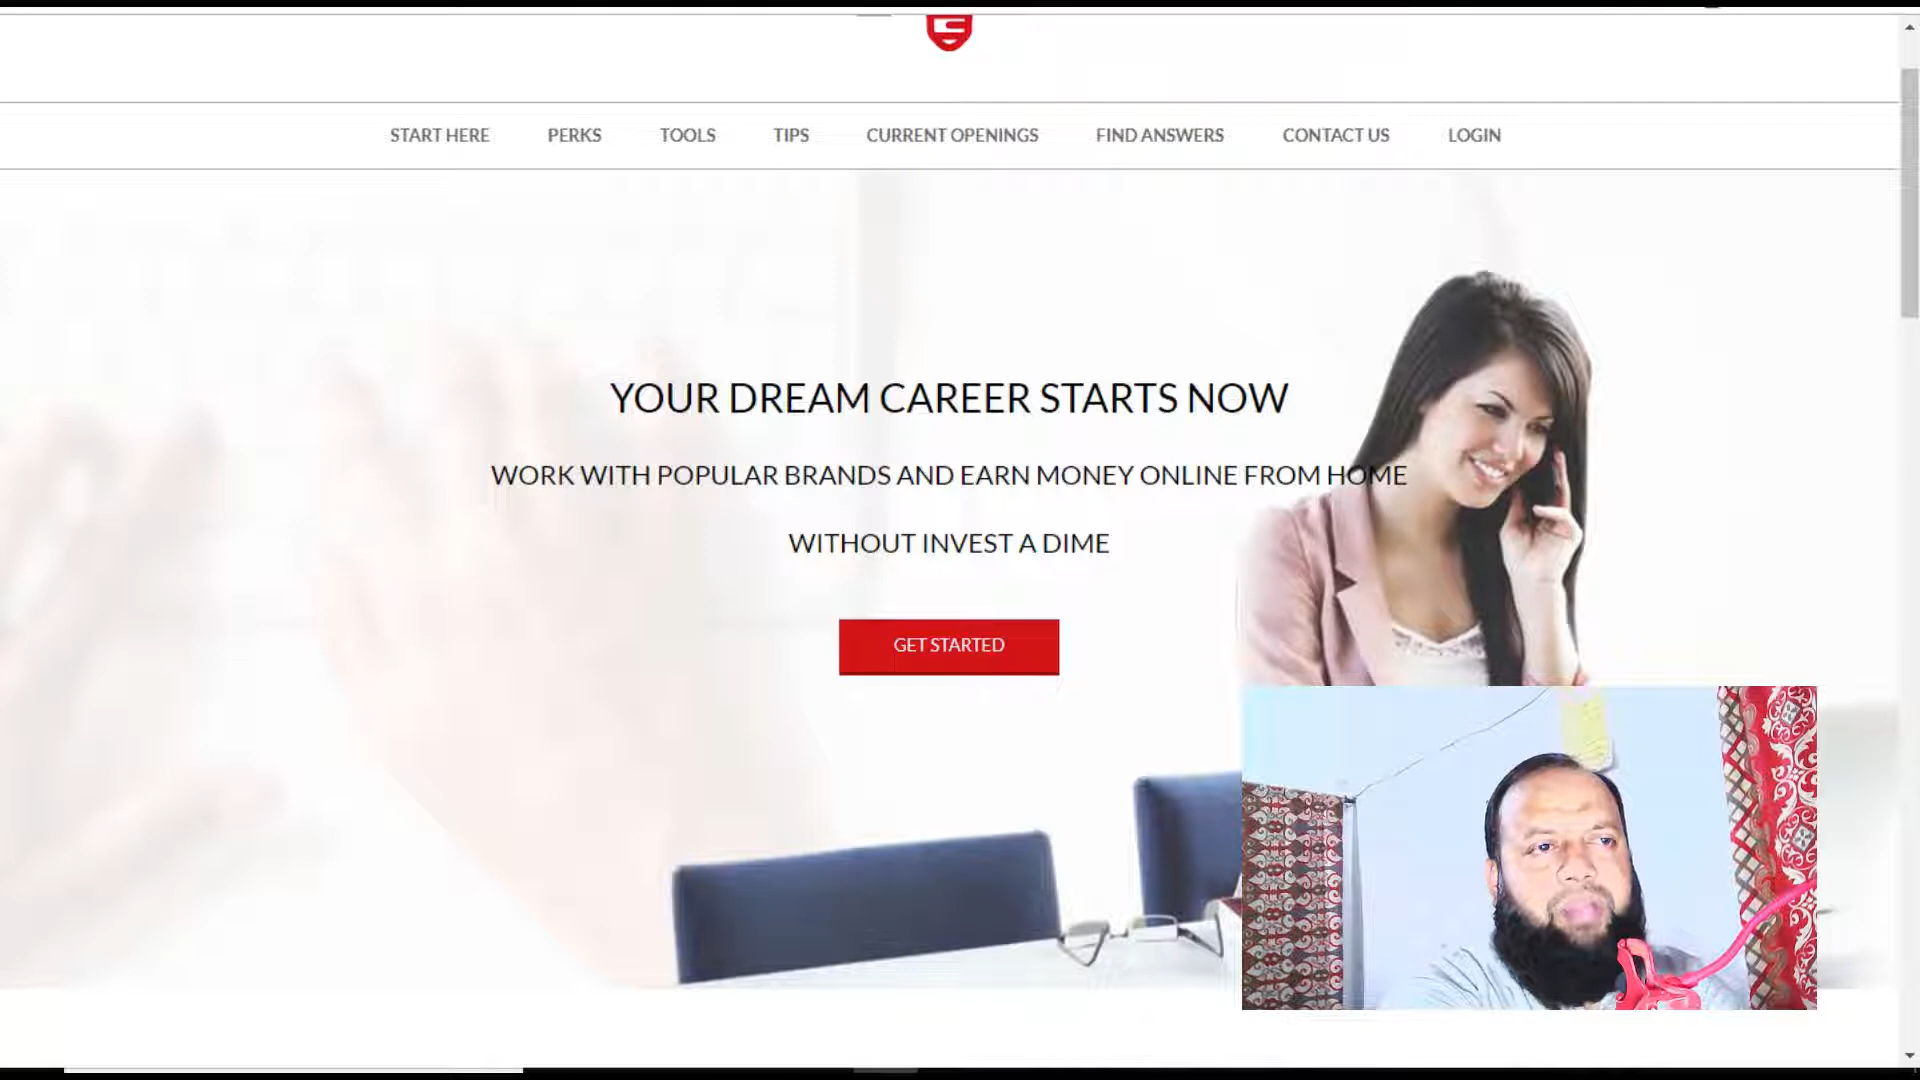 START HERE PERKS TOOLS TIPS CURRENT OPENINGS FIND ANSWERS CONTACT US LOGIN
YOUR DREAM CAREER STARTS NOW
WORK WITH POPULAR BRANDS AND EARN MONEY ONLINE FROM HOME
WITHOUT INVEST A DIME
GET STARTED